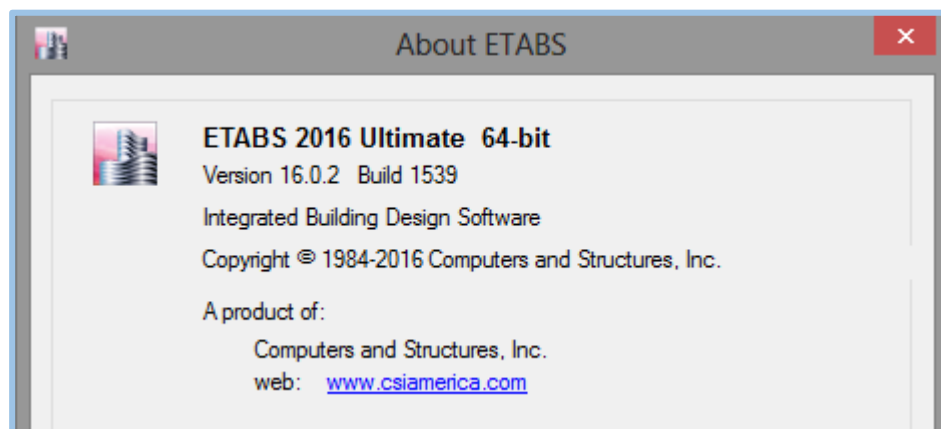 About ETABS
ETABS 2016 Ultimate 64-bit
Version 16.0.2 Build 1539
Integrated Building Design Software
Copyright © 1984-2016 Computers and Structures, Inc.
A product of:
Computers and Structures, Inc.
web: www.csiamerica.com